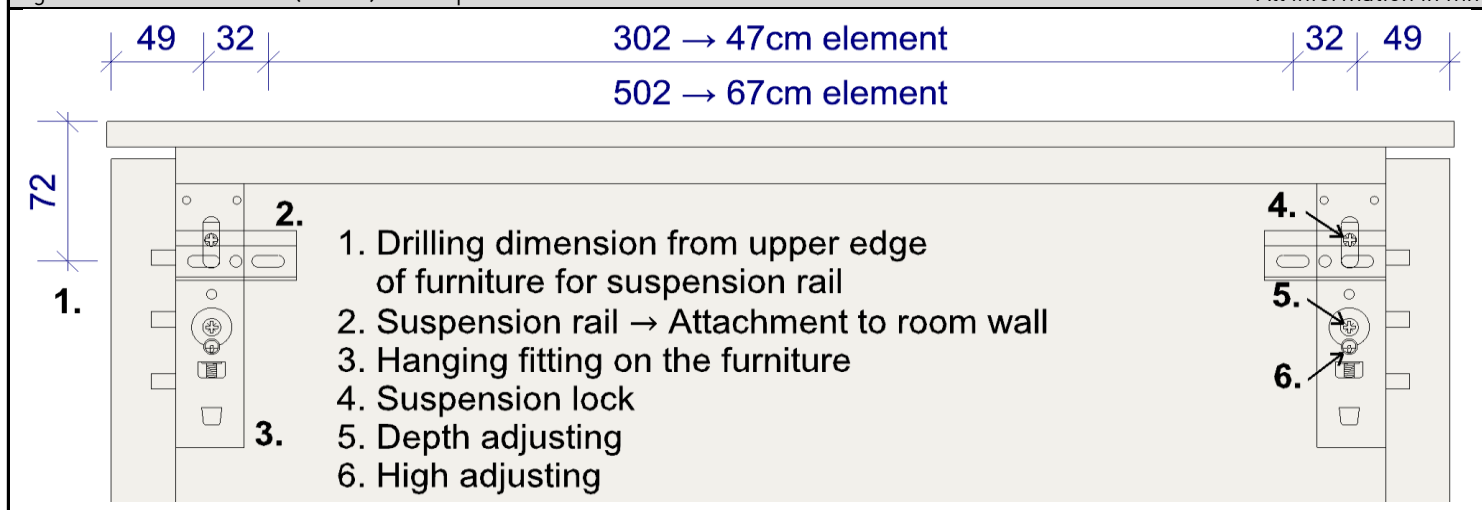 49 32 302 → 47cm element 32 49
502 → 67cm element
72
2.
4.
1. Drilling dimension from upper edge
of furniture for suspension rail
1.
5.
2. Suspension rail → Attachment to room wall
3. Hanging fitting on the furniture
6.
4. Suspension lock
3.
5. Depth adjusting
6. High adjusting